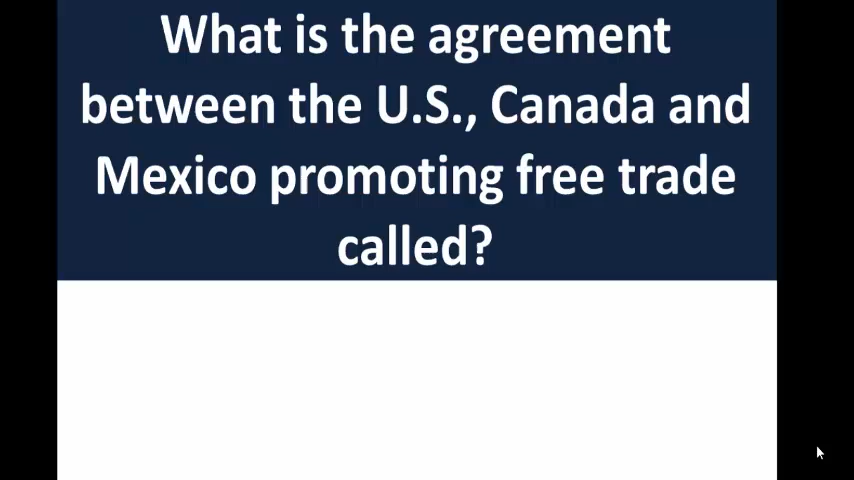 What is the agreement
between the U.S., Canada and
Mexico promoting free trade
called?